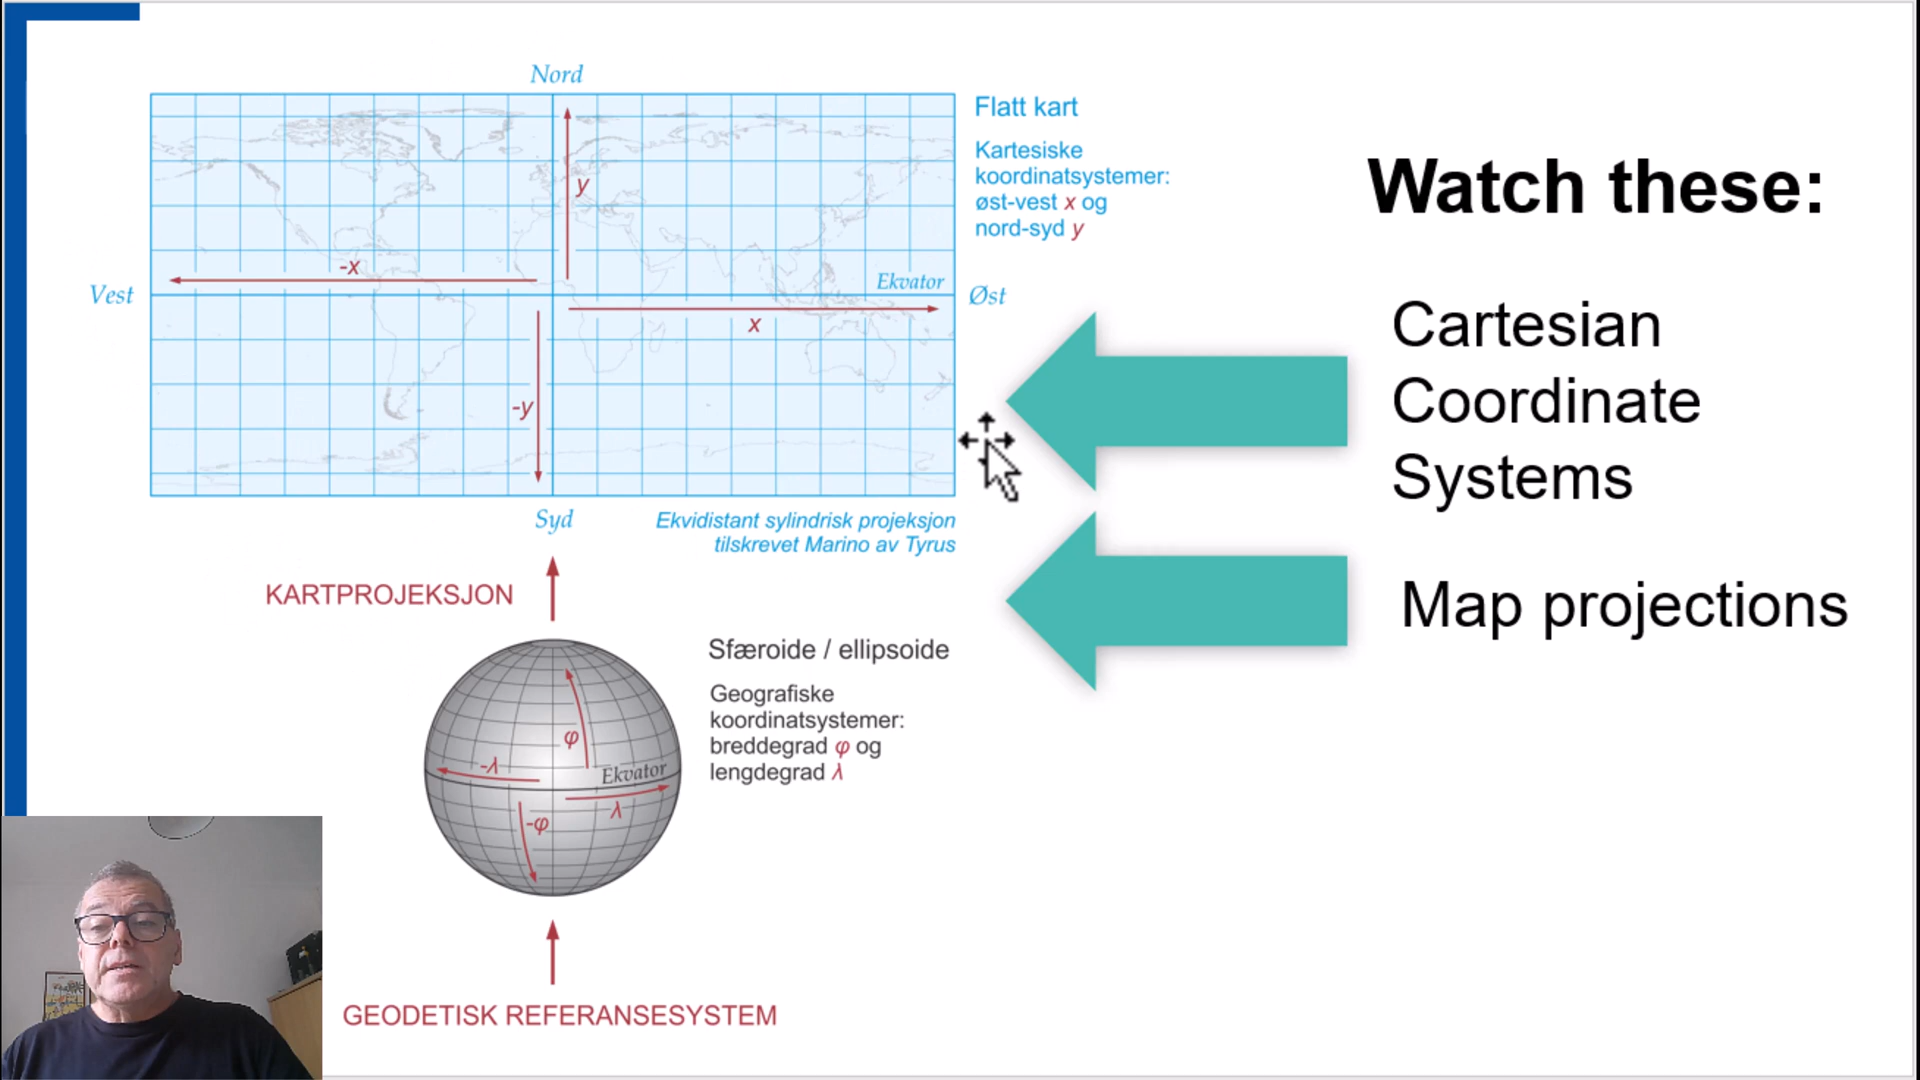 Nord
Flatt kart
Kartesiske
koordinatsystemer:
øst-vest x og
nord-syd y
y
-x
Vest
Ekvator
Øst
x
-y
Syd
Ekvidistant sylindrisk projeksjon
tilskrevet Marino av Tyrus
KARTPROJEKSJON
Sfæroide / ellipsoide
Geografiske
koordinatsystemer:
breddegrad φ og
lengdegrad λ
φ
-λ
Ekvator
λ
-φ
GEODETISK REFERANSESYSTEM
Watch these:
Cartesian
Coordinate
Systems
Map projections